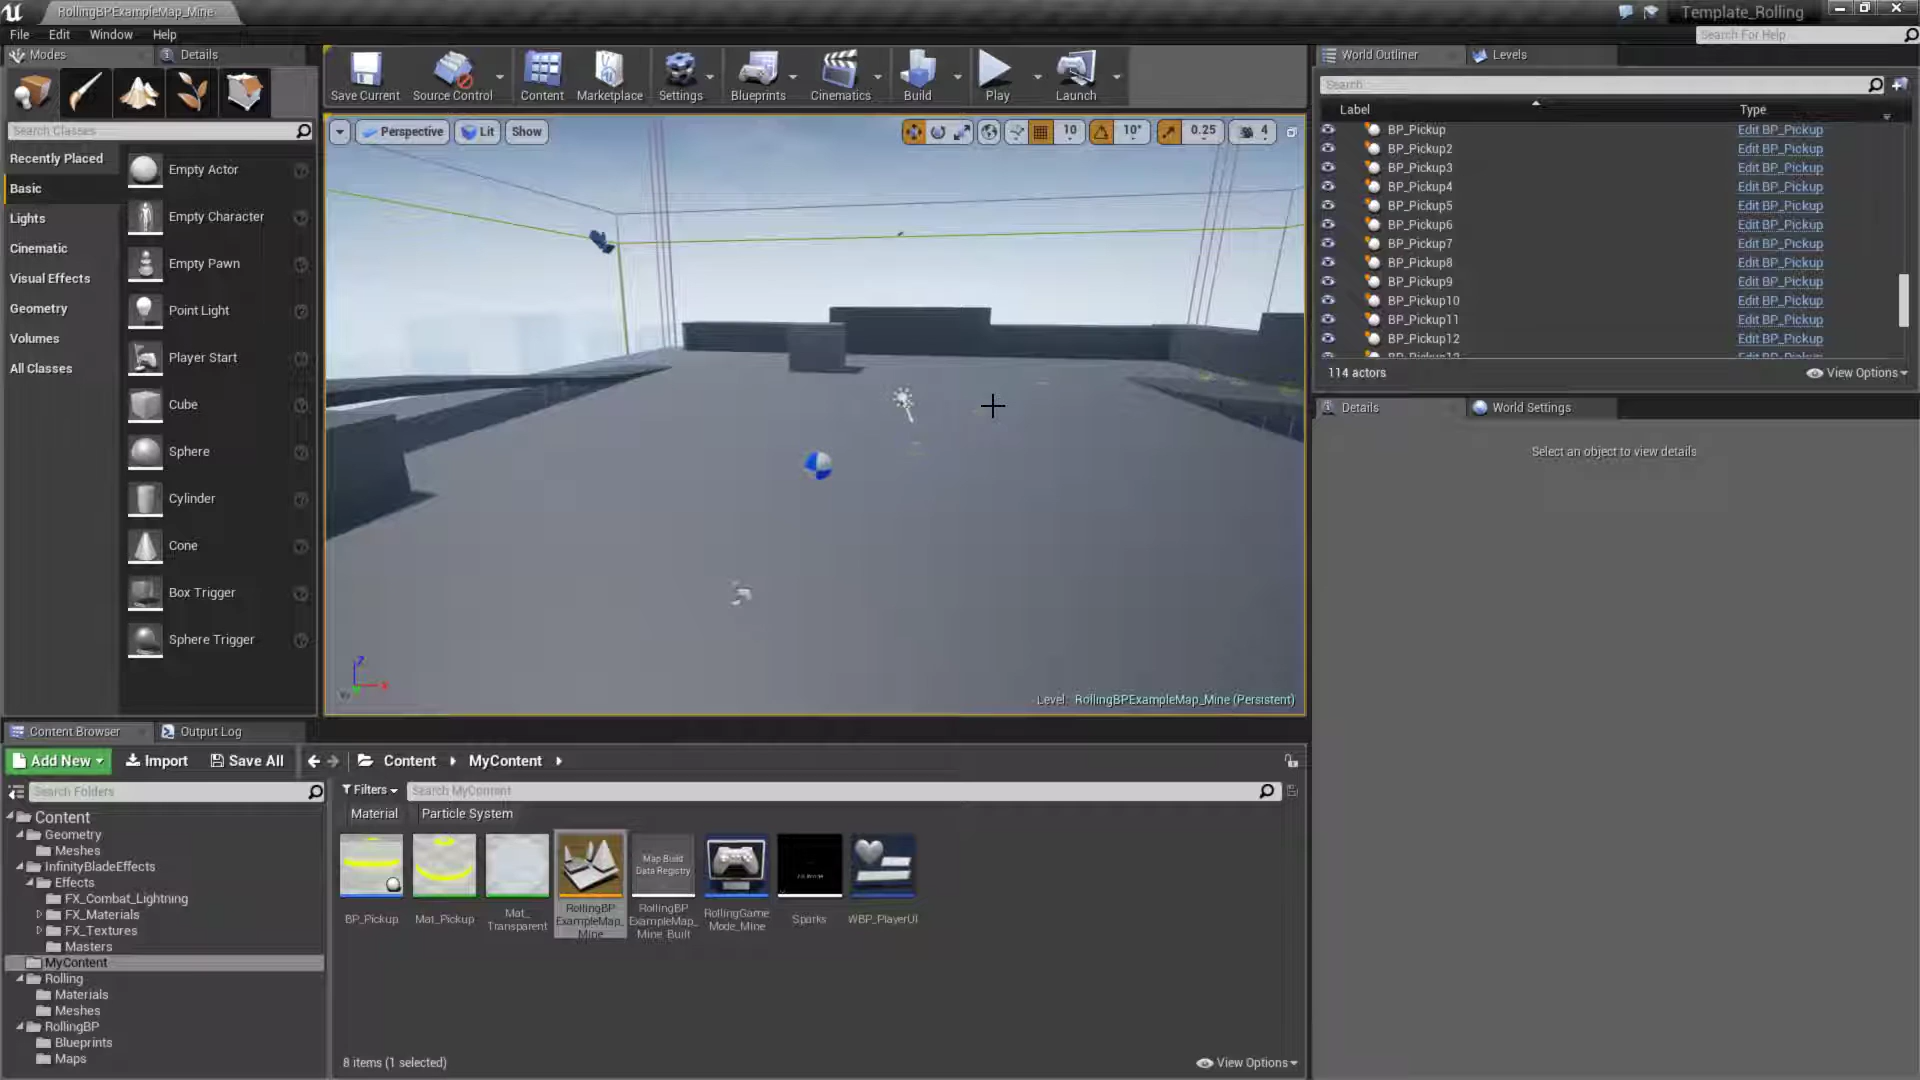 RollingBPExampleMap_Mine
Template_Rolling
File Edit Window Help
Search For Help
Modes
Details
Search Classes
Recently Placed
Basic
Lights
Cinematic
Visual Effects
Geometry
Volumes
All Classes
Empty Actor
Empty Character
Empty Pawn
Point Light
Player Start
Cube
Sphere
Cylinder
Cone
Box Trigger
Sphere Trigger
Save Current
Source Control
Content
Marketplace
Settings
Blueprints
Cinematics
Build
Play
Launch
Perspective
Lit
Show
10
10°
0.25
4
Z
X
Level: RollingBPExampleMap_Mine (Persistent)
World Outliner
Levels
Search
Label Type
BP_Pickup Edit BP_Pickup
BP_Pickup2 Edit BP_Pickup
BP_Pickup3 Edit BP_Pickup
BP_Pickup4 Edit BP_Pickup
BP_Pickup5 Edit BP_Pickup
BP_Pickup6 Edit BP_Pickup
BP_Pickup7 Edit BP_Pickup
BP_Pickup8 Edit BP_Pickup
BP_Pickup9 Edit BP_Pickup
BP_Pickup10 Edit BP_Pickup
BP_Pickup11 Edit BP_Pickup
BP_Pickup12 Edit BP_Pickup
114 actors
View Options
Details
World Settings
Select an object to view details
Content Browser
Output Log
Add New
Import
Save All
Content
MyContent
Search Folders
Content
Geometry
Meshes
InfinityBladeEffects
Effects
FX_Combat_Lightning
FX_Materials
FX_Textures
Masters
MyContent
Rolling
Materials
Meshes
RollingBP
Blueprints
Maps
Filters
Search MyContent
Material
Particle System
BP_Pickup
Mat_Pickup
Mat_
Transparent
RollingBP
ExampleMap_
Mine
Map Build
Data Registry
RollingBP
ExampleMap_
Mine_Built
RollingGame
Mode_Mine
Sparks
WBP_PlayerUI
8 items (1 selected)
View Options